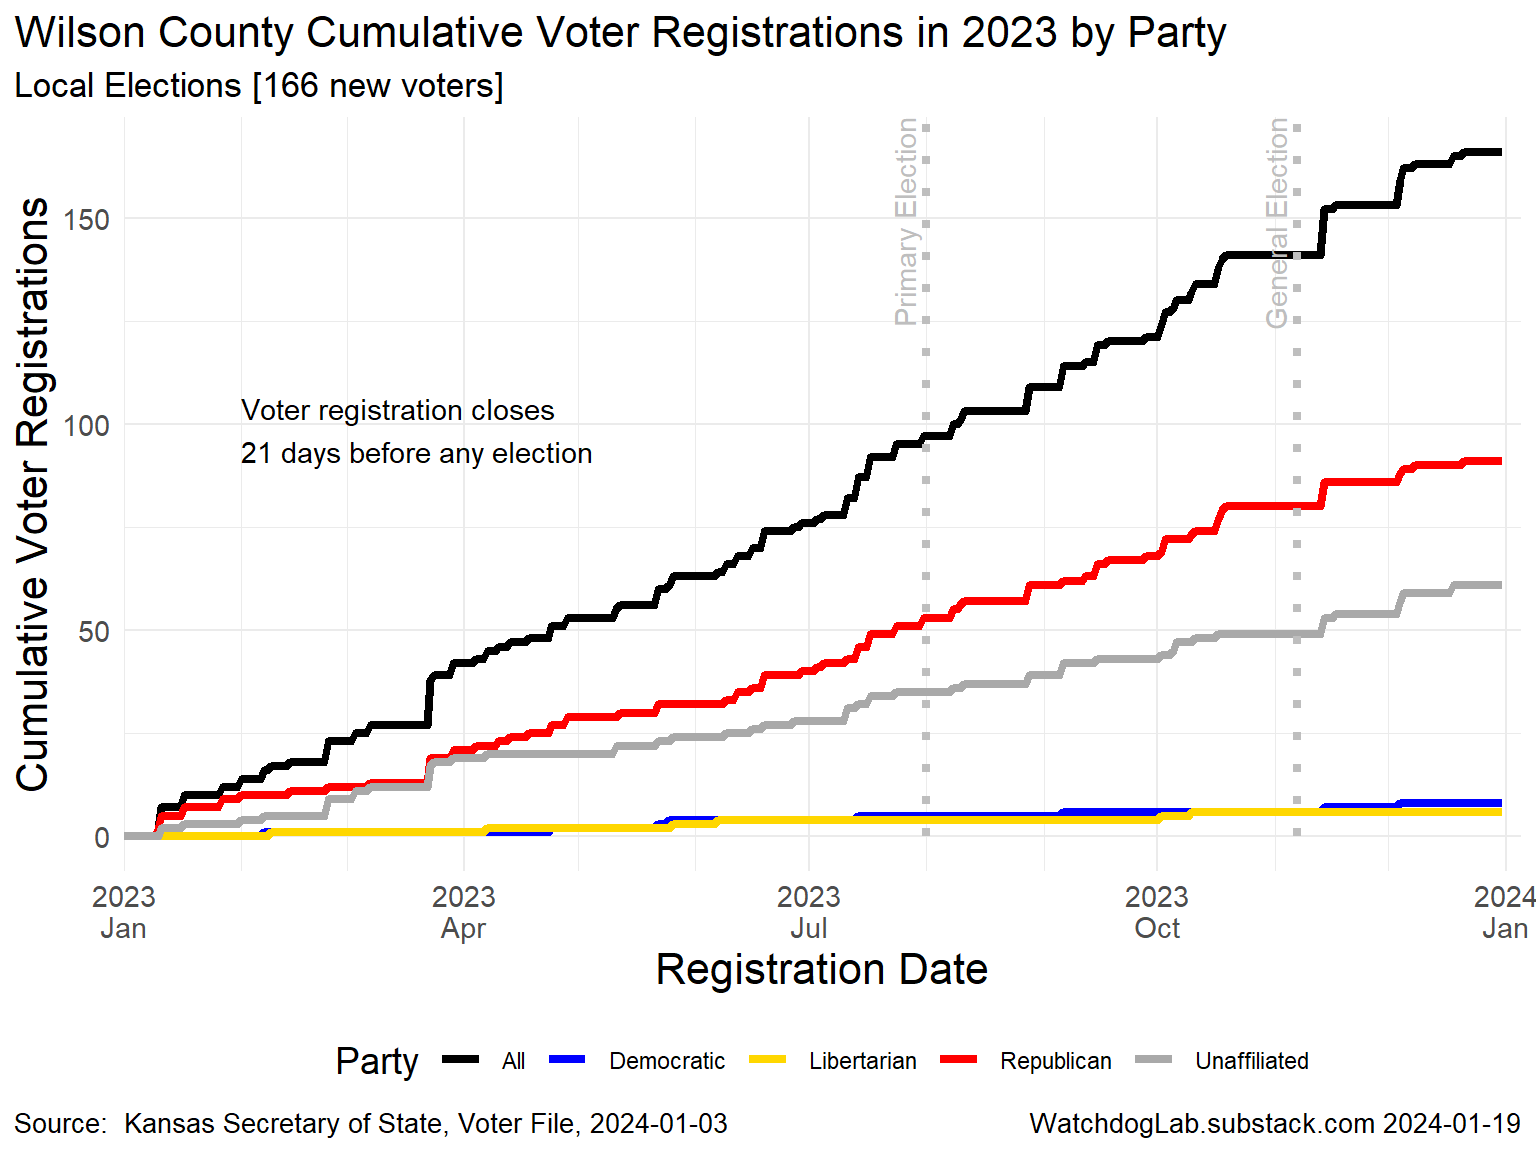 Wilson County Cumulative Voter Registrations in 2023 by Party
Local Elections [166 new voters]
Cumulative Voter Registrations
150
100
50
0
Primary Election
General Election
Voter registration closes
21 days before any election
2023 2023 2023 2023 2024
Jan Apr Jul Oct Jan
Registration Date
Party All Democratic Libertarian Republican Unaffiliated
Source:  Kansas Secretary of State, Voter File, 2024-01-03
WatchdogLab.substack.com 2024-01-19